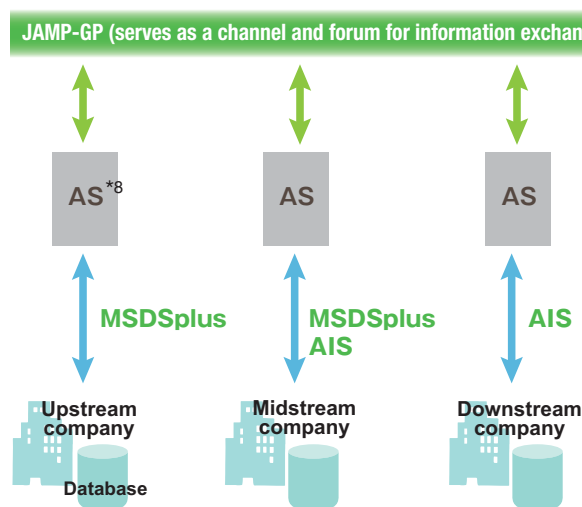 JAMP-GP (serves as a channel and forum for information exchan
AS*8
AS
AS
MSDSplus
MSDSplus
AIS
AIS
Upstream
company
Midstream
company
Downstream
company
Database